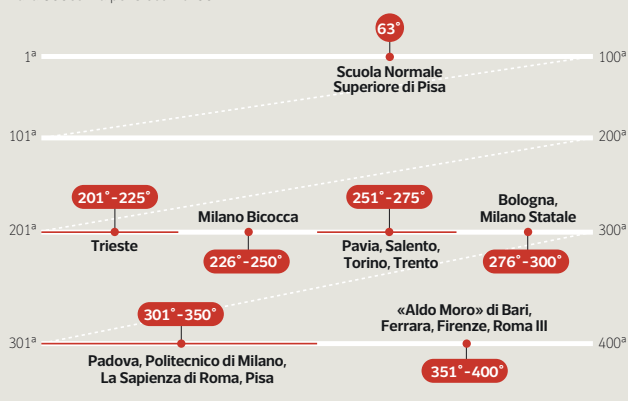 63°
1ª
100ª
Scuola Normale
Superiore di Pisa
101ª
200ª
201°-225°
251°-275°
Bologna,
Milano Statale
Milano Bicocca
201ª
300ª
Trieste
226°-250°
Pavia, Salento,
Torino, Trento
276°-300°
301°-350°
«Aldo Moro» di Bari,
Ferrara, Firenze, Roma III
301ª
400ª
Padova, Politecnico di Milano,
La Sapienza di Roma, Pisa
351°-400°